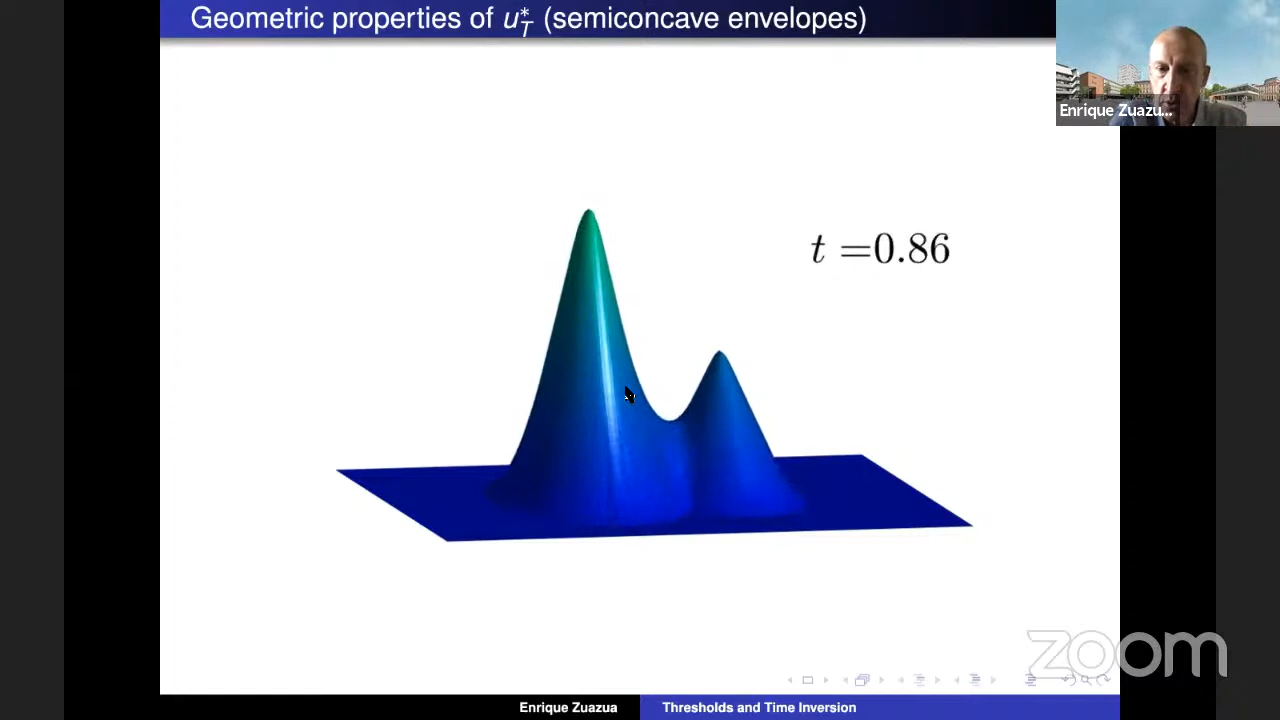 Geometric properties of u*_T (semiconcave envelopes)
Enrique Zuazu...
t =0.86
zoom
Enrique Zuazua
Thresholds and Time Inversion